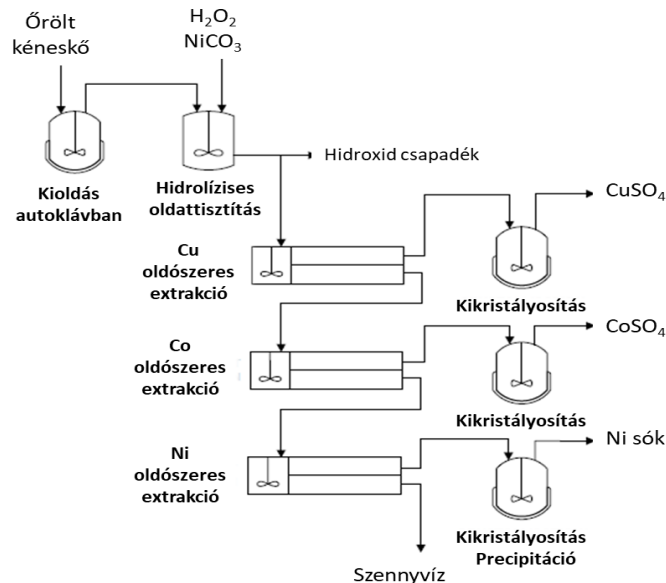 Őrölt
kéneskő
H₂O₂
NiCO₃
Kioldás
autoklávban
Hidrolízises
oldattisztítás
Hidroxid csapadék
Cu
oldószeres
extrakció
Kikristályosítás
CuSO₄
Co
oldószeres
extrakció
Kikristályosítás
CoSO₄
Ni
oldószeres
extrakció
Kikristályosítás
Precipitáció
Ni sók
Szennyvíz